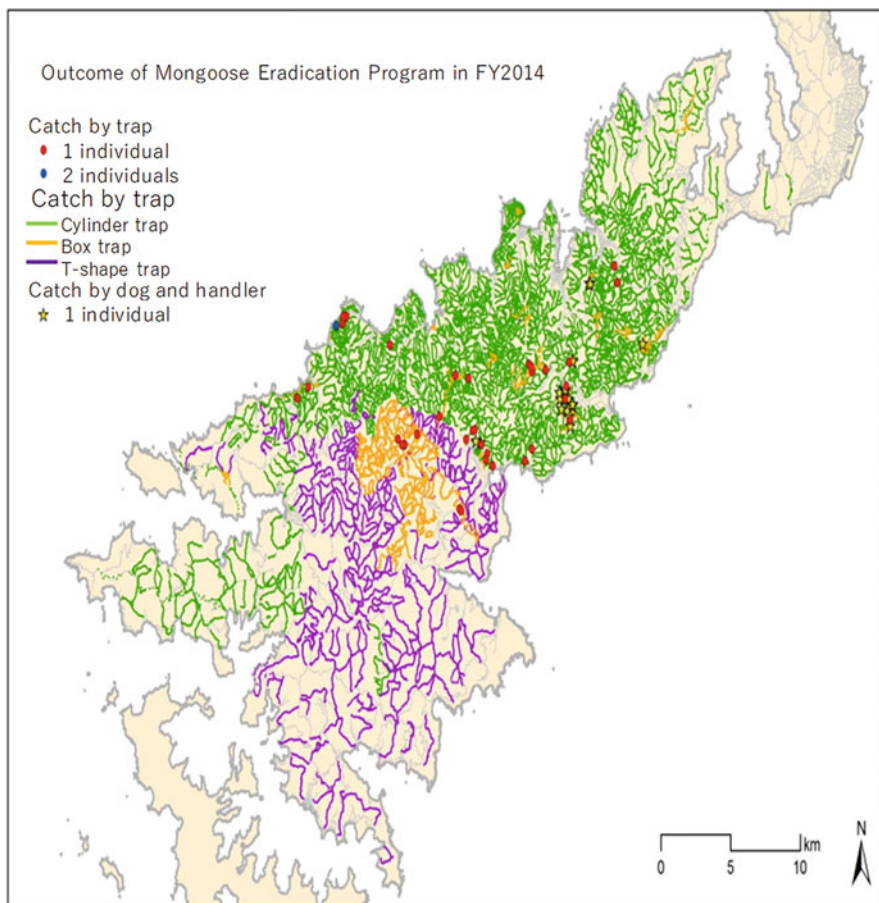 Outcome of Mongoose Eradication Program in FY2014
Catch by trap
1 individual
2 individuals
Catch by trap
Cylinder trap
Box trap
T-shape trap
Catch by dog and handler
1 individual
N
km
0 5 10